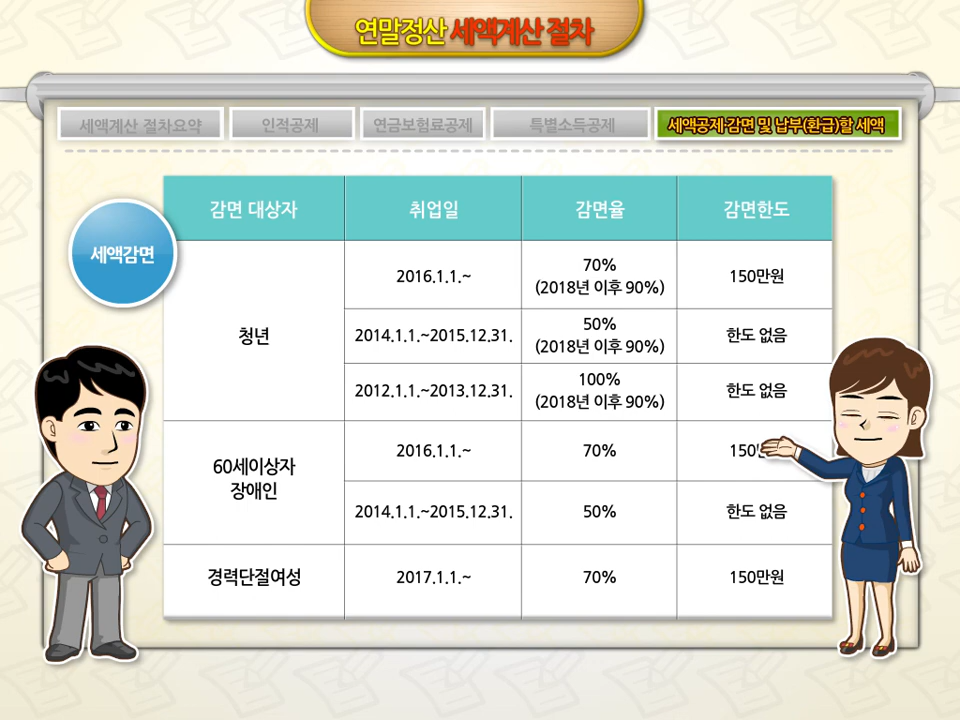 연말정산 세액계산 절차
세액계산 절차요약 인적공제 연금보험료공제 특별소득공제 세액공제·감면 및 납부(환급)할 세액
세액감면
감면 대상자 취업일 감면율 감면한도
청년
2016.1.1.~ 70% 150만원
(2018년 이후 90%)
2014.1.1.~2015.12.31. 50% 한도 없음
(2018년 이후 90%)
2012.1.1.~2013.12.31. 100% 한도 없음
(2018년 이후 90%)
60세이상자
장애인
2016.1.1.~ 70%
2014.1.1.~2015.12.31. 50% 한도 없음
경력단절여성 2017.1.1.~ 70% 150만원